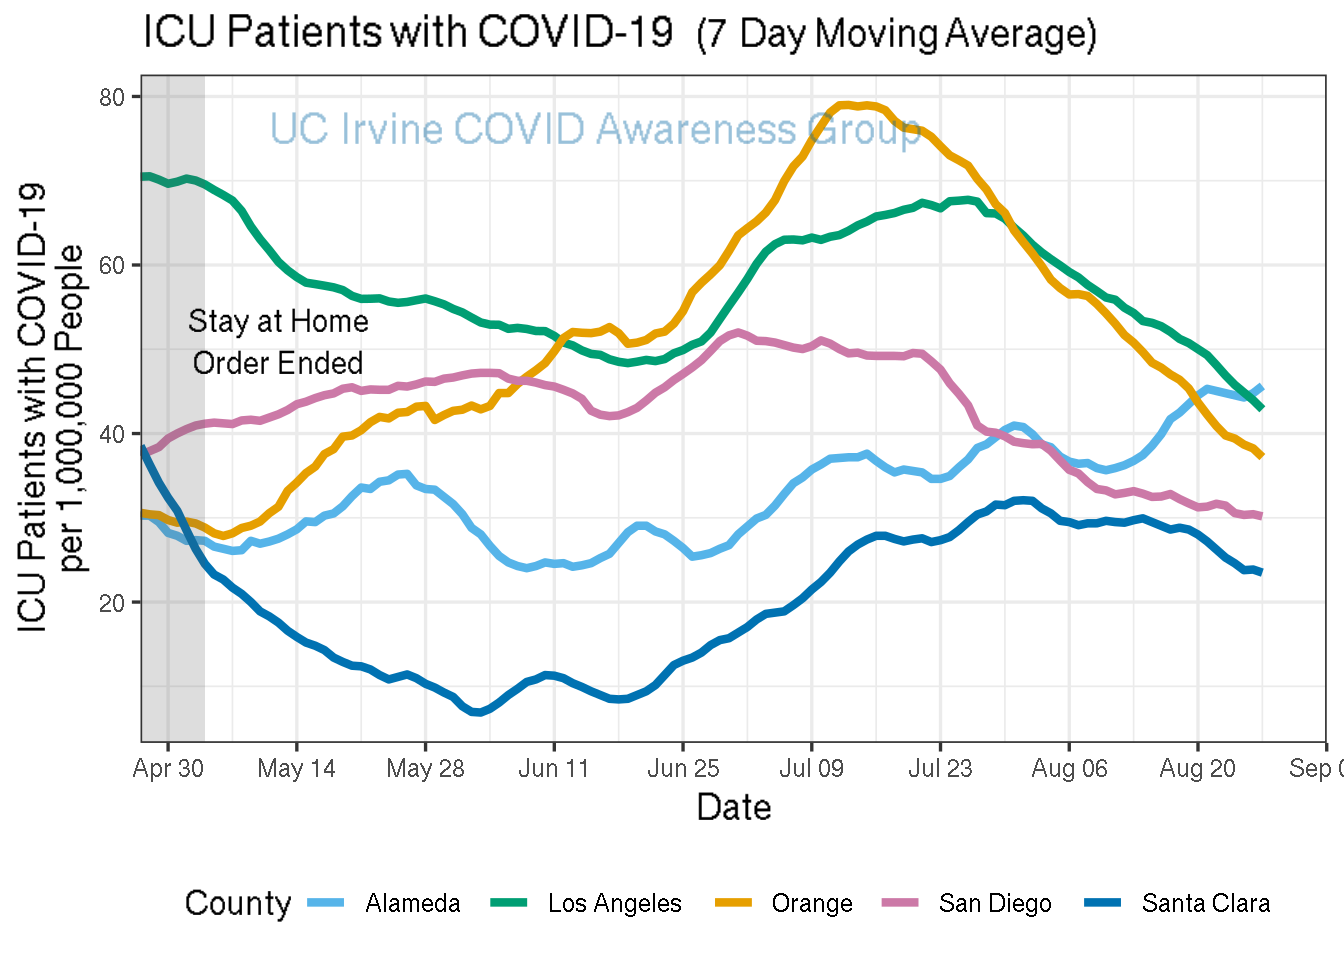 ICU Patients with COVID-19 (7 Day Moving Average)
UC Irvine COVID Awareness Group
ICU Patients with COVID-19
per 1,000,000 People
80
60
40
20
Stay at Home
Order Ended
Apr 30 May 14 May 28 Jun 11 Jun 25 Jul 09 Jul 23 Aug 06 Aug 20 Sep
Date
County Alameda Los Angeles Orange San Diego Santa Clara